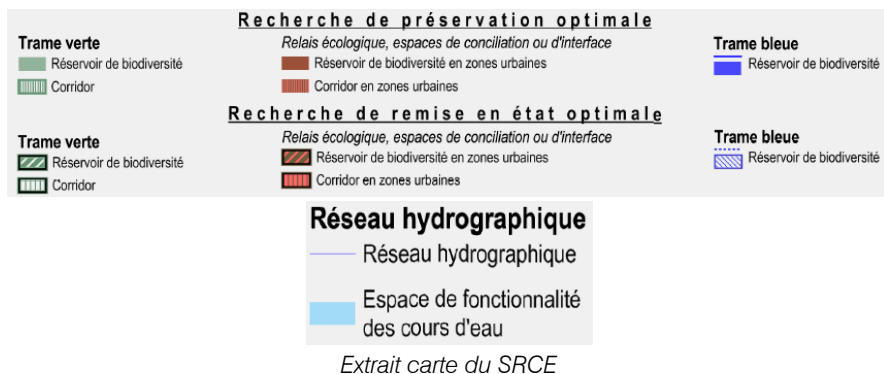 Recherche de préservation optimale
Trame verte
Réservoir de biodiversité
Corridor
Relais écologique, espaces de conciliation ou d'interface
Réservoir de biodiversité en zones urbaines
Corridor en zones urbaines
Trame bleue
Réservoir de biodiversité
Recherche de remise en état optimale
Trame verte
Réservoir de biodiversité
Corridor
Relais écologique, espaces de conciliation ou d'interface
Réservoir de biodiversité en zones urbaines
Corridor en zones urbaines
Trame bleue
Réservoir de biodiversité
Réseau hydrographique
Réseau hydrographique
Espace de fonctionnalité
des cours d'eau
Extrait carte du SRCE